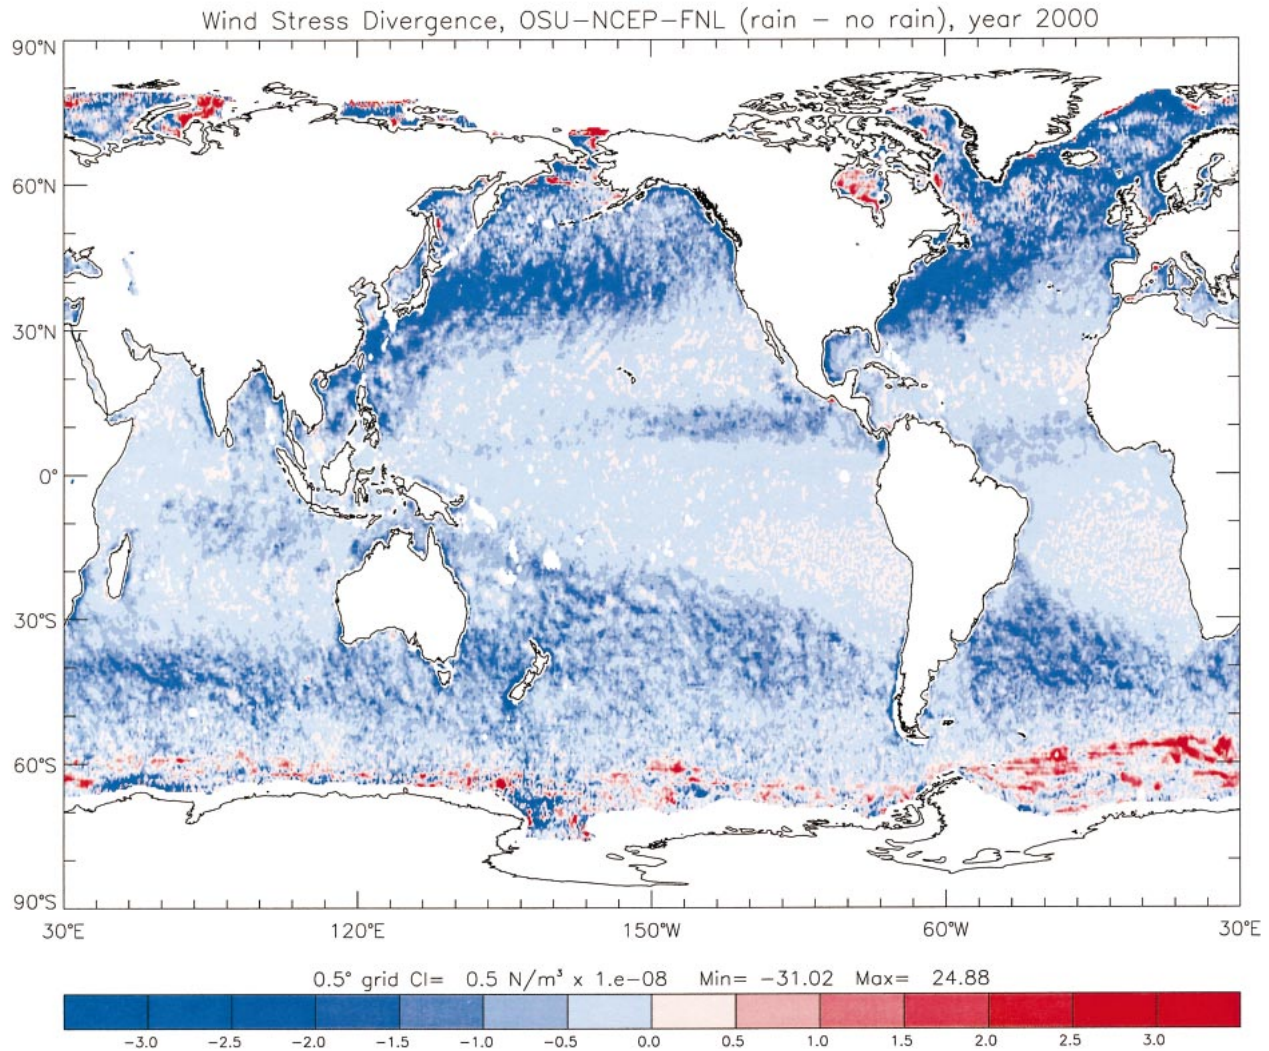 Wind Stress Divergence, OSU-NCEP-FNL (rain - no rain), year 2000
90°N
60°N
30°N
0°
30°S
60°S
90°S
30°E 120°E 150°W 60°W 30°E
0.5° grid CI= 0.5 N/m³ x 1.e-08 Min= -31.02 Max= 24.88
-3.0 -2.5 -2.0 -1.5 -1.0 -0.5 0.0 0.5 1.0 1.5 2.0 2.5 3.0